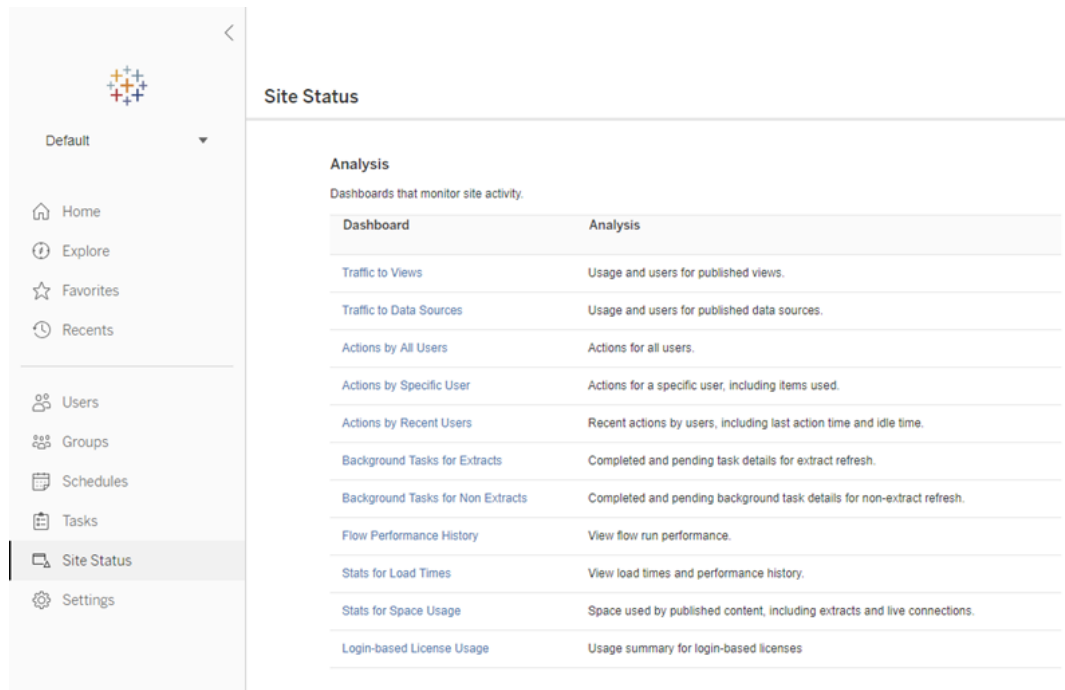 Default
Home
Explore
Favorites
Recents
Users
Groups
Schedules
Tasks
Site Status
Settings
Site Status
Analysis
Dashboards that monitor site activity.
Dashboard Analysis
Traffic to Views Usage and users for published views.
Traffic to Data Sources Usage and users for published data sources.
Actions by All Users Actions for all users.
Actions by Specific User Actions for a specific user, including items used.
Actions by Recent Users Recent actions by users, including last action time and idle time.
Background Tasks for Extracts Completed and pending task details for extract refresh.
Background Tasks for Non Extracts Completed and pending background task details for non-extract refresh.
Flow Performance History View flow run performance.
Stats for Load Times View load times and performance history.
Stats for Space Usage Space used by published content, including extracts and live connections.
Login-based License Usage Usage summary for login-based licenses